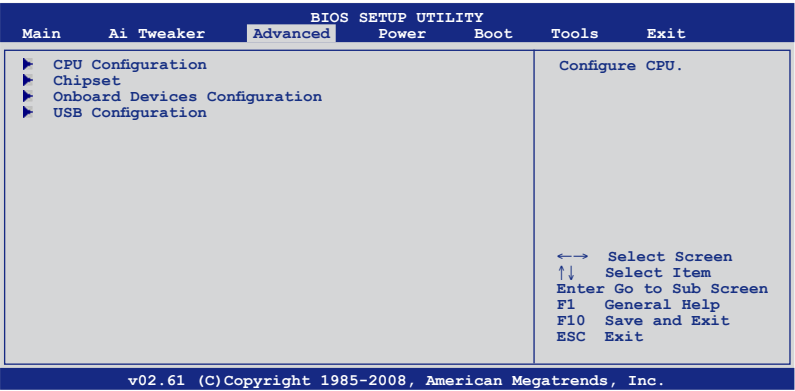 BIOS SETUP UTILITY
Main Ai Tweaker Advanced Power Boot Tools Exit
CPU Configuration
Chipset
Onboard Devices Configuration
USB Configuration
Configure CPU.
←→ Select Screen
↑↓ Select Item
Enter Go to Sub Screen
F1 General Help
F10 Save and Exit
ESC Exit
v02.61 (C)Copyright 1985-2008, American Megatrends, Inc.